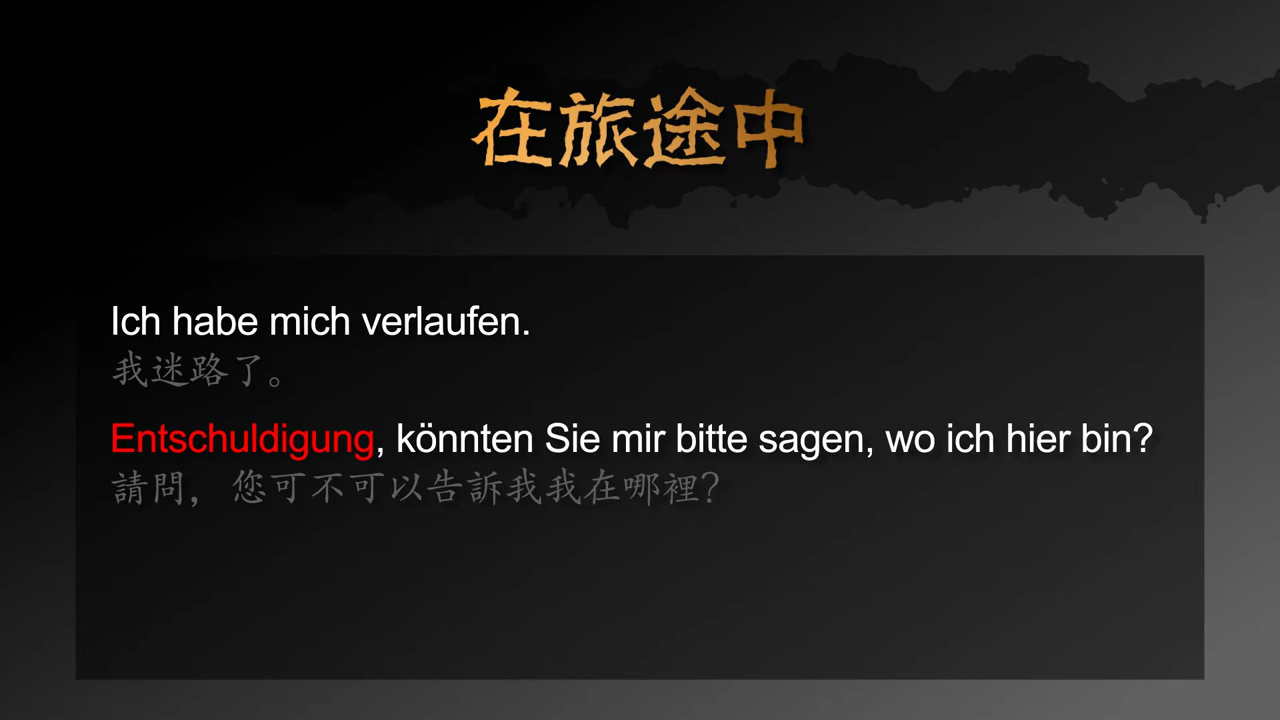 在旅途中
Ich habe mich verlaufen.
我迷路了。
Entschuldigung, könnten Sie mir bitte sagen, wo ich hier bin?
請問，您可不可以告訴我我在哪裡?